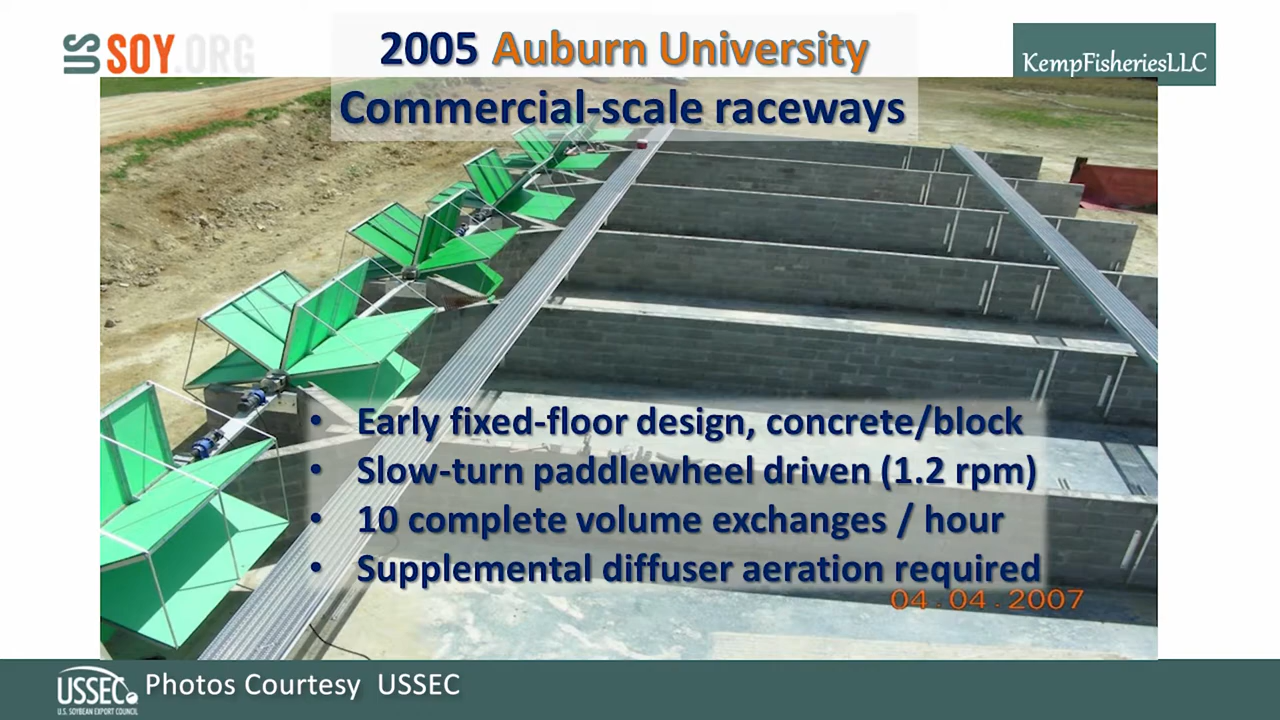 US SOY.ORG
2005 Auburn University
KempFisheriesLLC
Commercial-scale raceways
• Early fixed-floor design, concrete/block
• Slow-turn paddlewheel driven (1.2 rpm)
• 10 complete volume exchanges / hour
• Supplemental diffuser aeration required
04.04.2007
USSEC
U.S. SOYBEAN EXPORT COUNCIL
Photos Courtesy USSEC